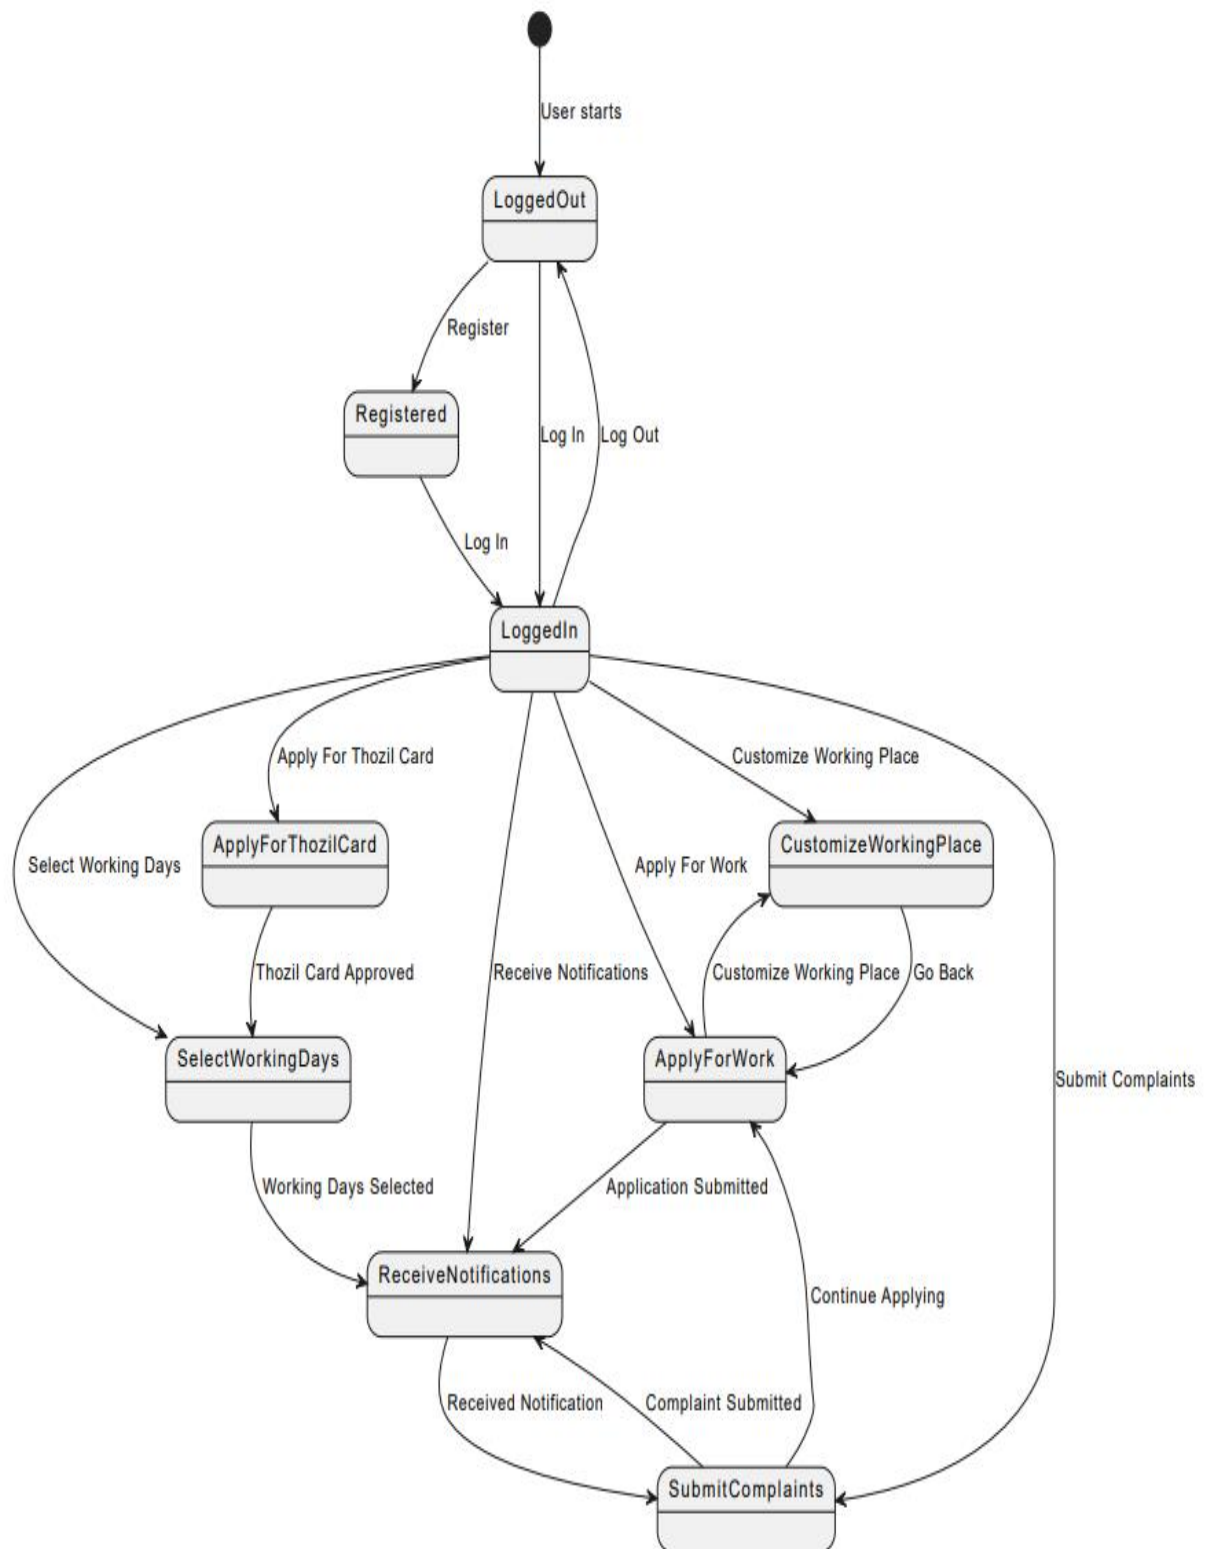 User starts
LoggedOut
Register
Registered
Log In
Log Out
Log In
LoggedIn
Apply For Thozil Card
Customize Working Place
ApplyForThozilCard
CustomizeWorkingPlace
Select Working Days
Apply For Work
Thozil Card Approved
Receive Notifications
Customize Working Place
Go Back
SelectWorkingDays
ApplyForWork
Submit Complaints
Working Days Selected
Application Submitted
ReceiveNotifications
Continue Applying
Received Notification
Complaint Submitted
SubmitComplaints